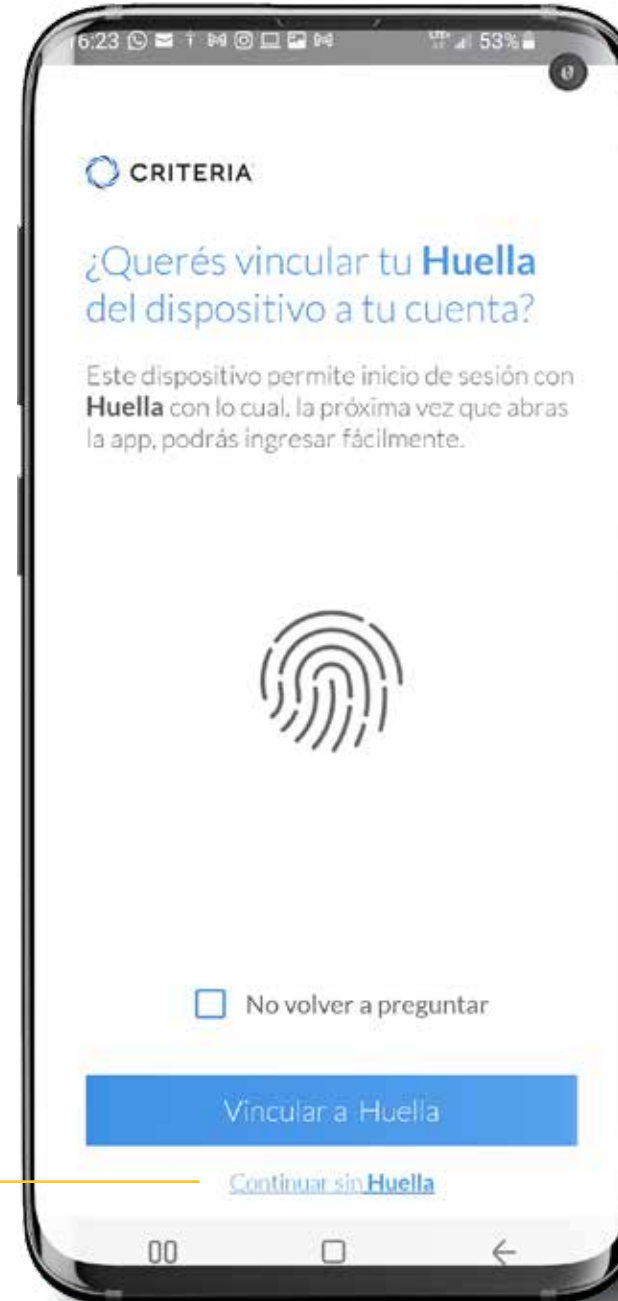 16:23 53%
CRITERIA
¿Querés vincular tu Huella
del dispositivo a tu cuenta?
Este dispositivo permite inicio de sesión con
Huella con lo cual, la próxima vez que abras
la app, podrás ingresar fácilmente.
No volver a preguntar
Vincular a Huella
Continuar sin Huella